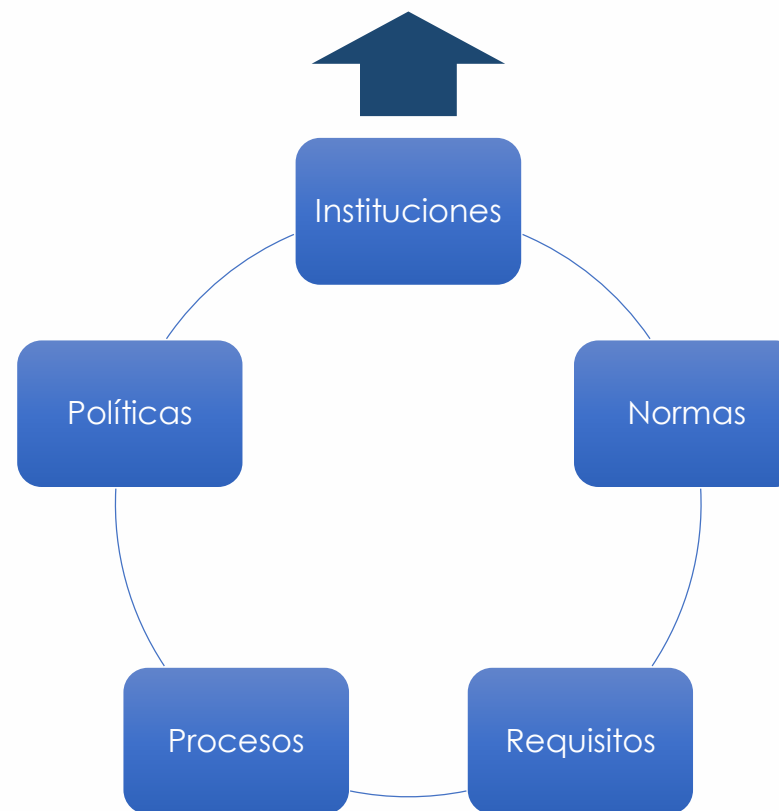 Instituciones
Políticas
Normas
Procesos
Requisitos